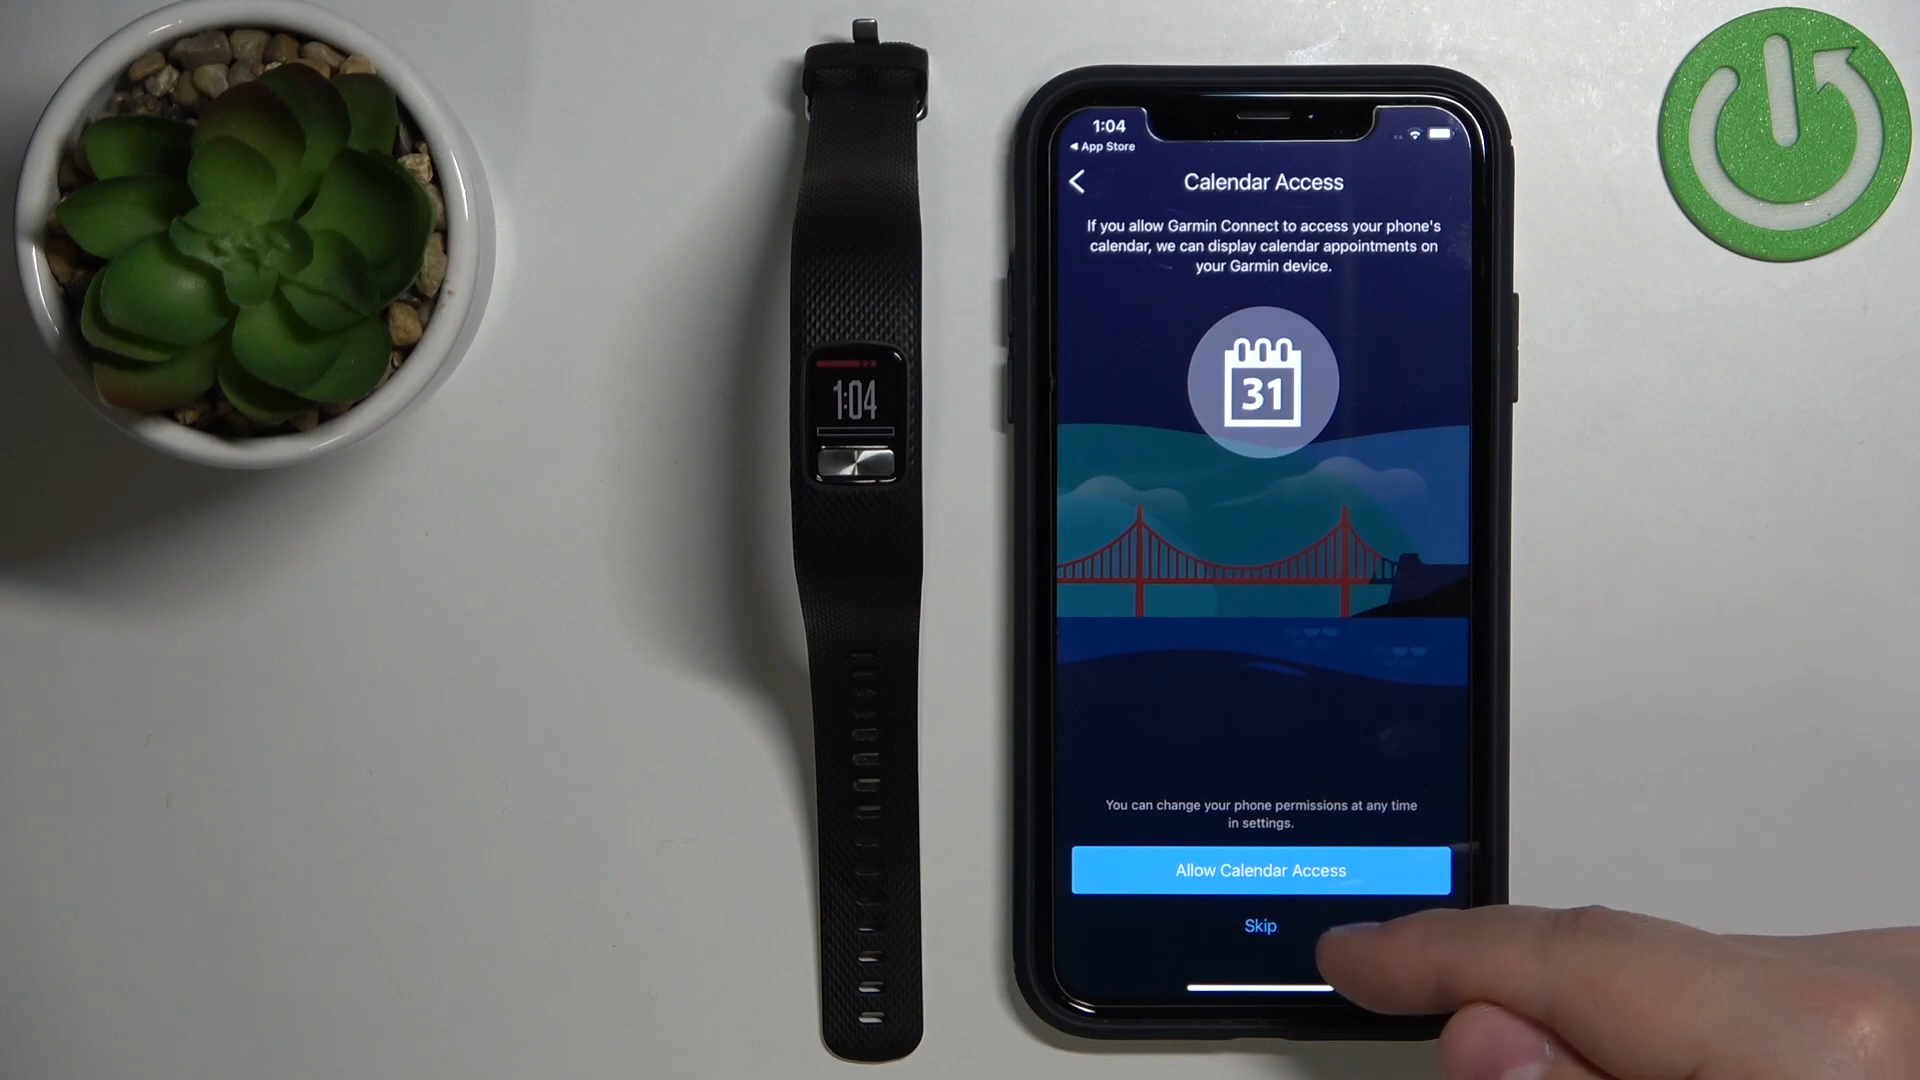 1:04
App Store
Calendar Access
If you allow Garmin Connect to access your phone's
calendar, we can display calendar appointments on
your Garmin device.
31
You can change your phone permissions at any time
in settings.
Allow Calendar Access
Skip
1:04